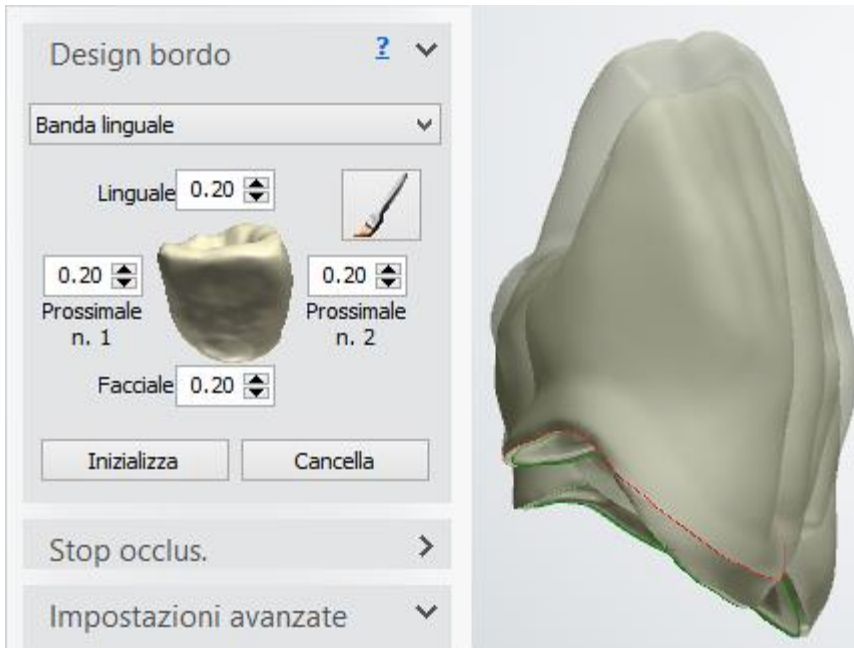 Design bordo ?
Banda linguale
Linguale 0.20
0.20 0.20
Prossimale Prossimale
n. 1 n. 2
Facciale 0.20
Inizializza Cancella
Stop occlus.
Impostazioni avanzate